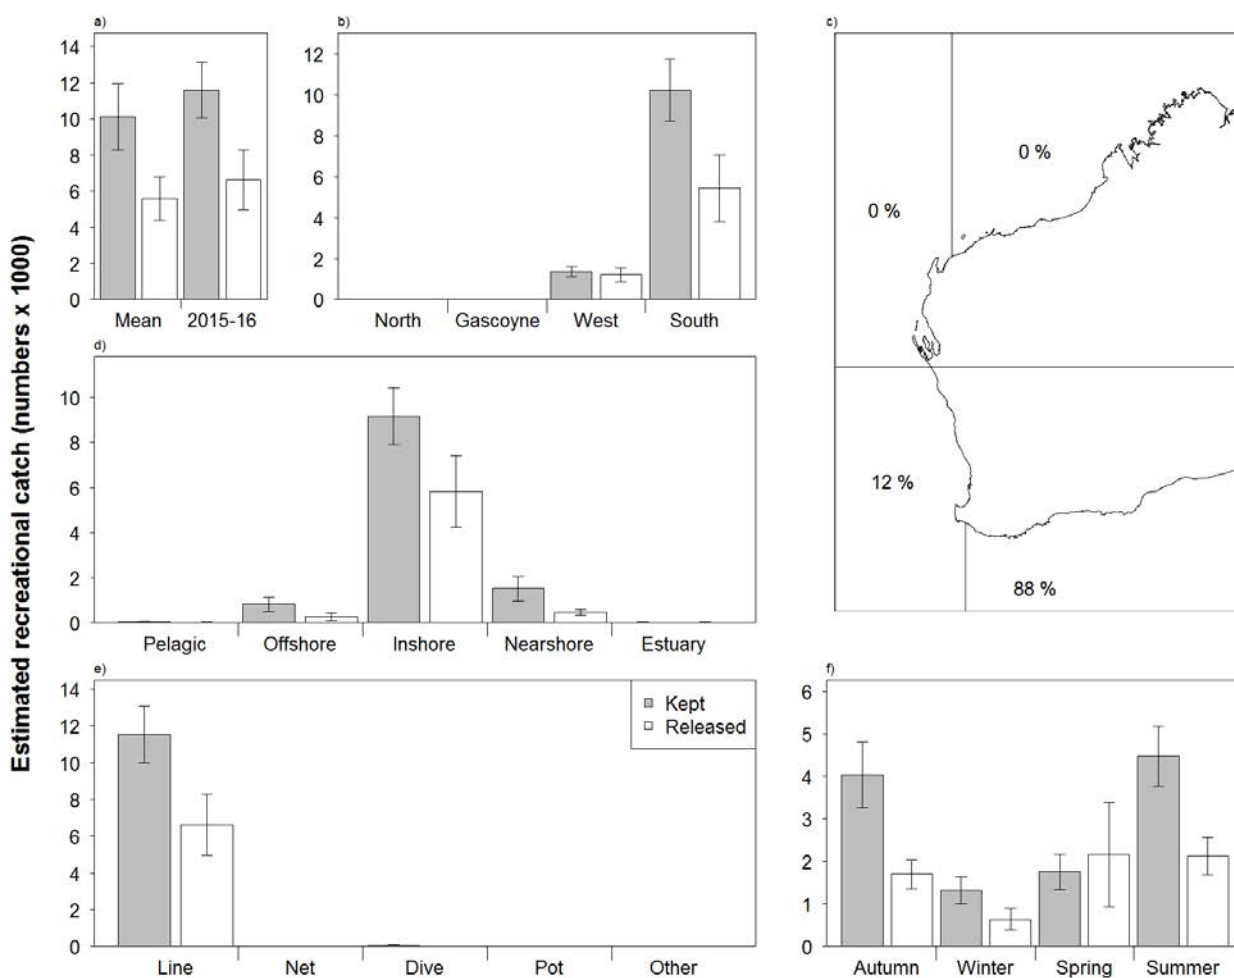 Estimated recreational catch (numbers x 1000)
a)
14
12
10
8
6
4
2
0
Mean 2015-16
b)
12
10
8
6
4
2
0
North Gascoyne West South
c)
0 %
0 %
12 %
88 %
d)
10
8
6
4
2
0
Pelagic Offshore Inshore Nearshore Estuary
e)
14
12
10
8
6
4
2
0
Kept
Released
Line Net Dive Pot Other
f)
6
5
4
3
2
1
0
Autumn Winter Spring Summer